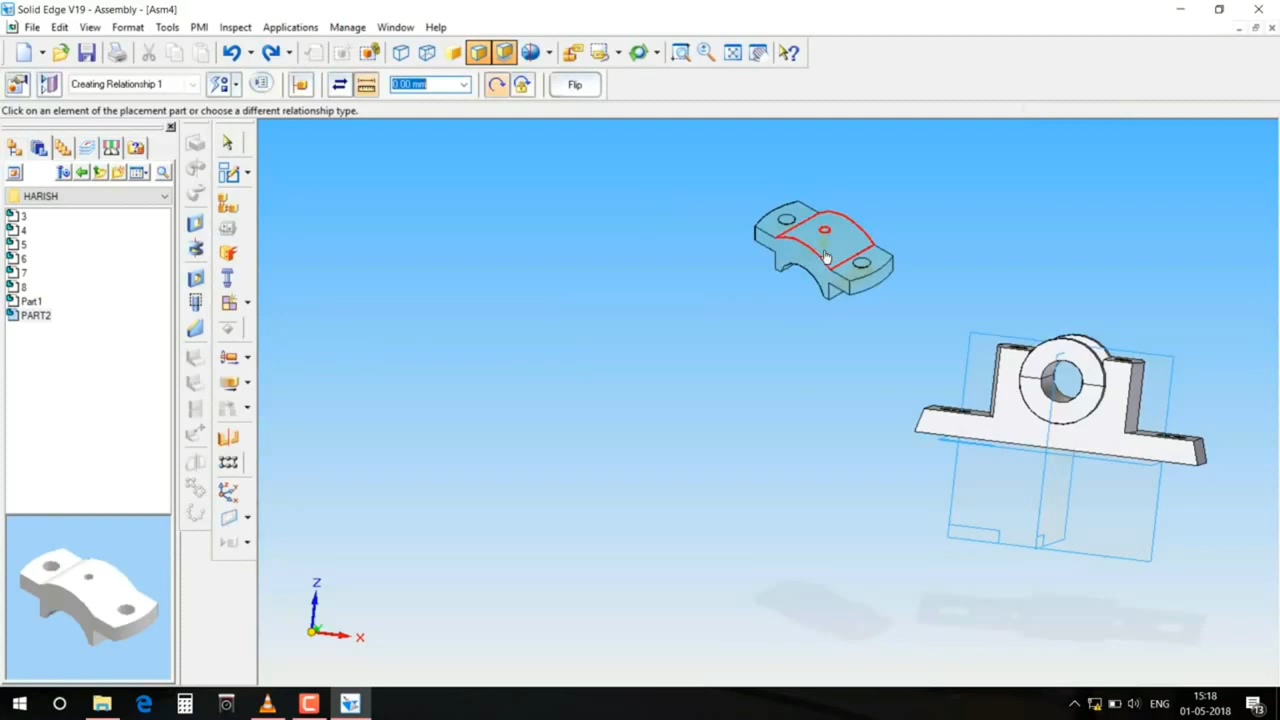 Solid Edge V19 - Assembly - [Asm4]
File Edit View Format Tools PMI Inspect Applications Manage Window Help
Creating Relationship 1
0.00 mm
Flip
Click on an element of the placement part or choose a different relationship type.
HARISH
3
4
5
6
7
8
Part1
PART2
Z
X
ENG
15:18
01-05-2018
13